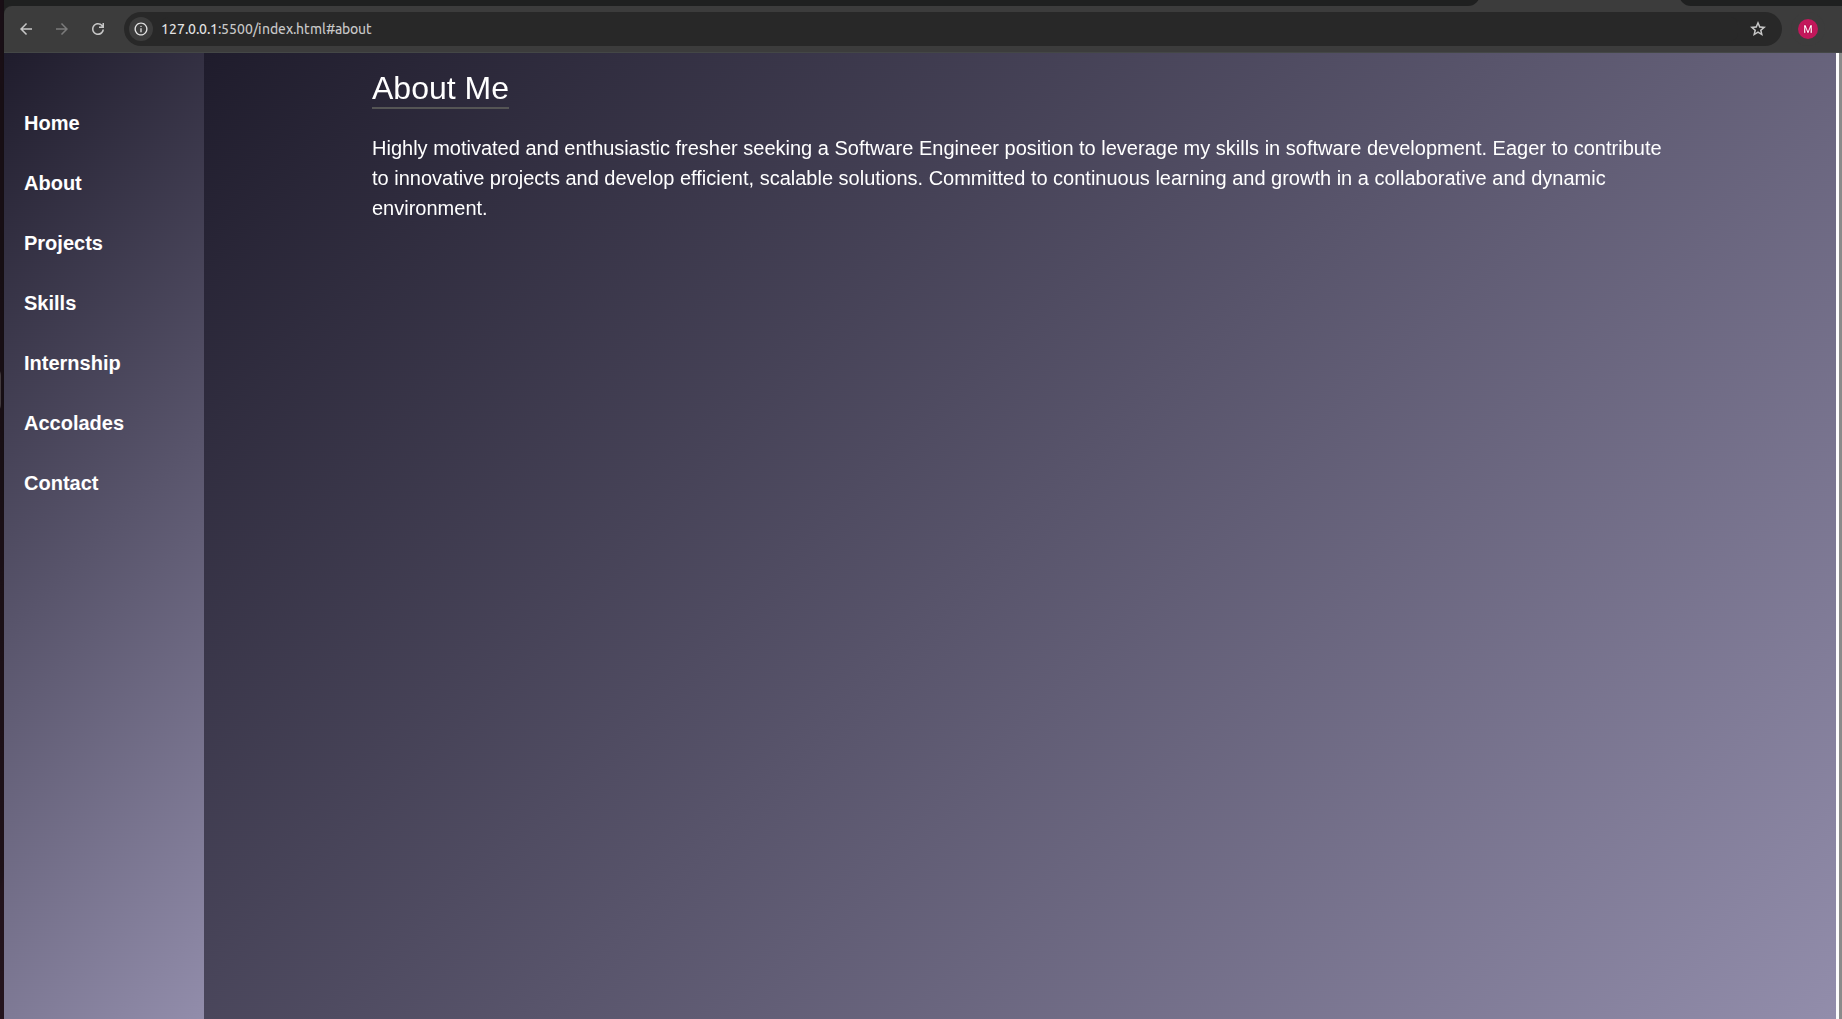 127.0.0.1:5500/index.html#about
M
Home
About
Projects
Skills
Internship
Accolades
Contact
About Me
Highly motivated and enthusiastic fresher seeking a Software Engineer position to leverage my skills in software development. Eager to contribute
to innovative projects and develop efficient, scalable solutions. Committed to continuous learning and growth in a collaborative and dynamic
environment.